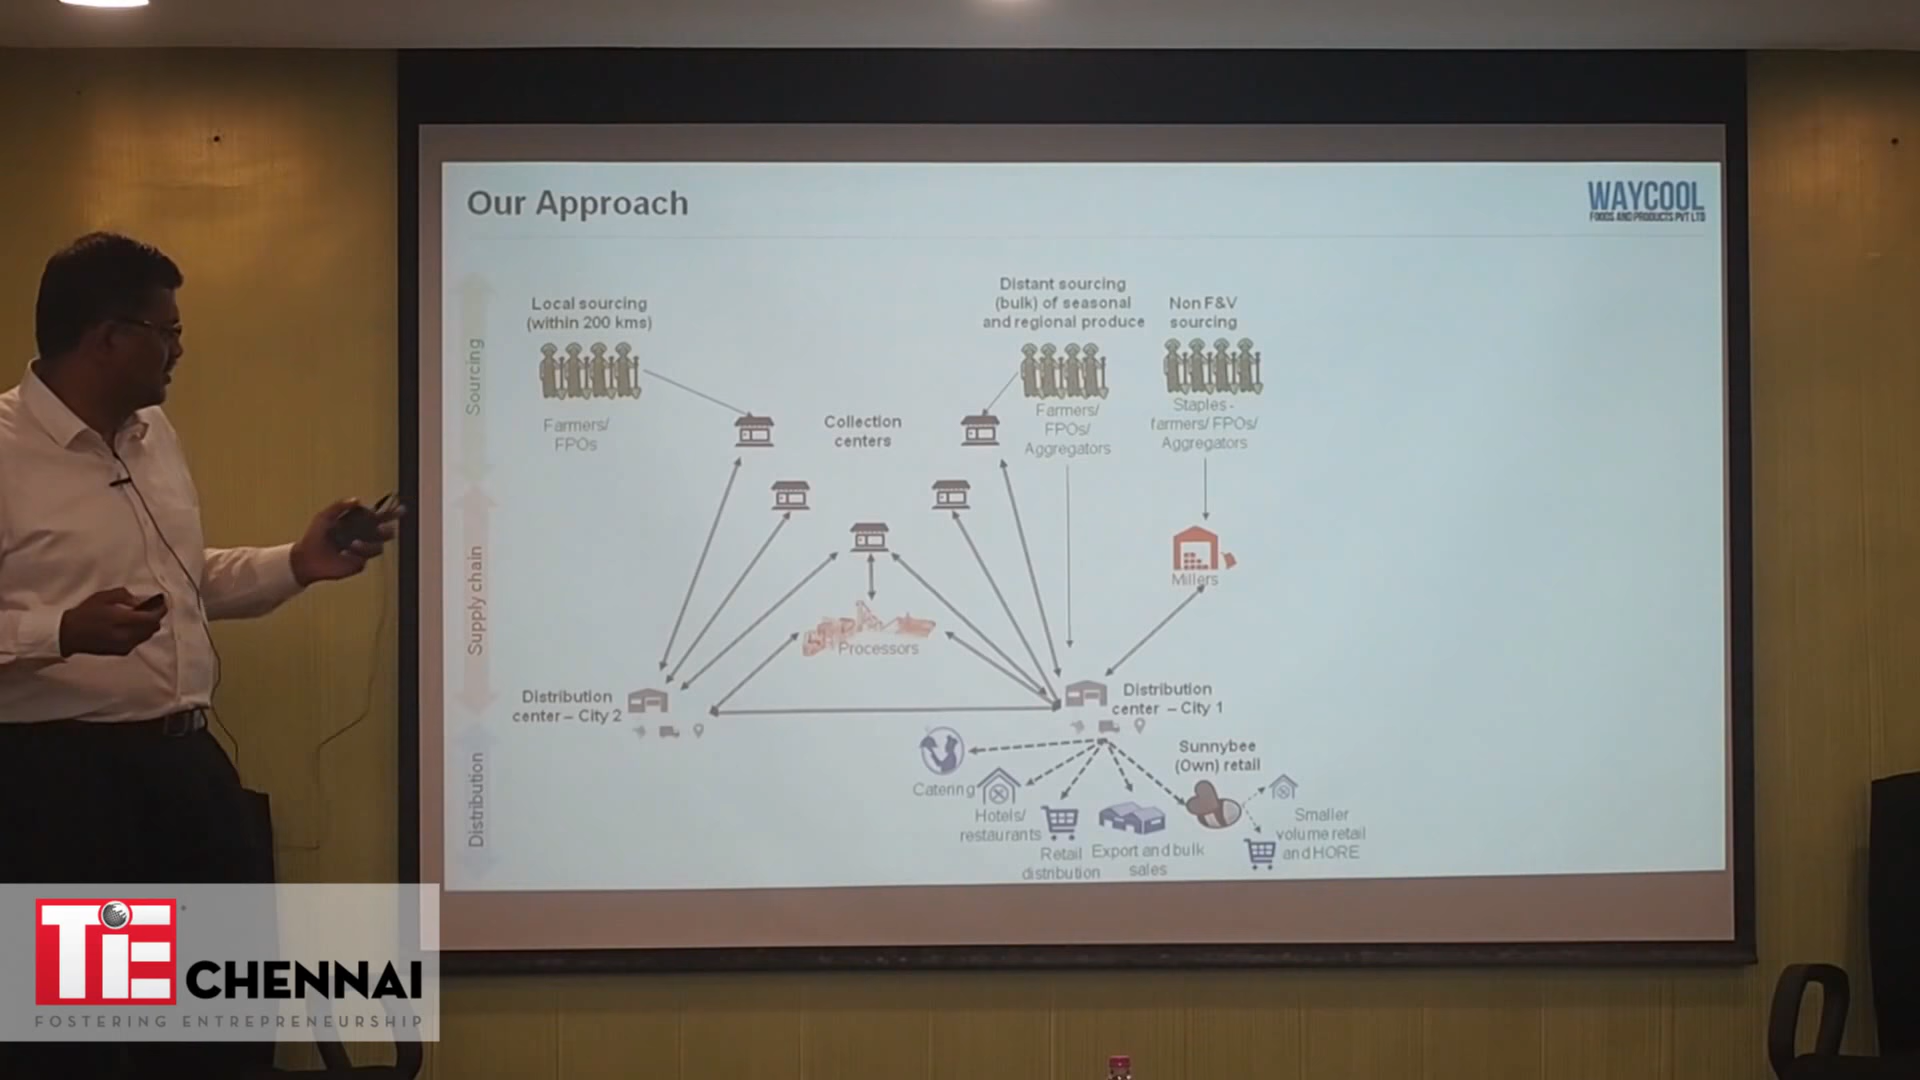 Our Approach
WAYCOOL
FOODS AND PRODUCTS PVT LTD
Sourcing
Supply chain
Distribution
Local sourcing
(within 200 kms)
Farmers/
FPOs
Collection
centers
Distant sourcing
(bulk) of seasonal
and regional produce
Farmers/
FPOs/
Aggregators
Non F&V
sourcing
Staples -
farmers/ FPOs/
Aggregators
Millers
Processors
Distribution
center – City 2
Distribution
center – City 1
Catering
Hotels/
restaurants
Retail
distribution
Export and bulk
sales
Sunnybee
(Own) retail
Smaller
volume retail
and HORE
TiE CHENNAI
FOSTERING ENTREPRENEURSHIP